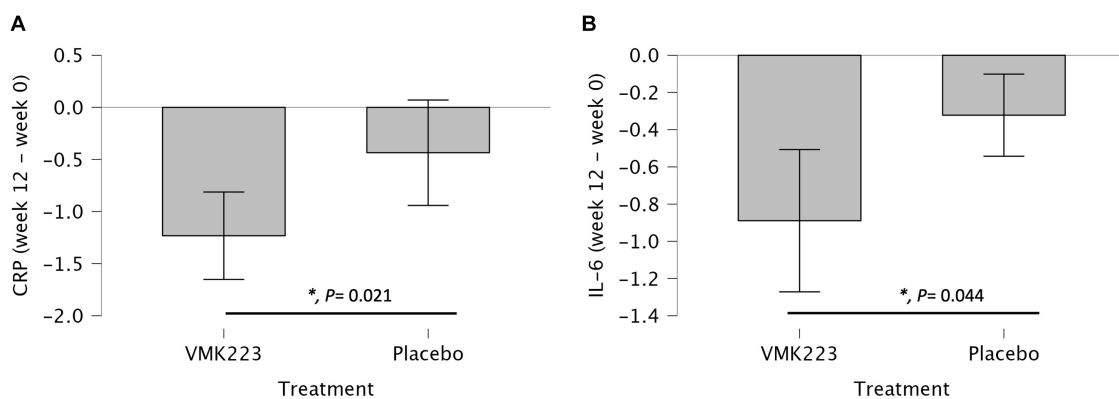 A
CRP (week 12 – week 0)
0.5
0.0
–0.5
–1.0
–1.5
–2.0
*, P= 0.021
VMK223 Placebo
Treatment
B
IL–6 (week 12 – week 0)
0.0
–0.2
–0.4
–0.6
–0.8
–1.0
–1.2
–1.4
*, P= 0.044
VMK223 Placebo
Treatment